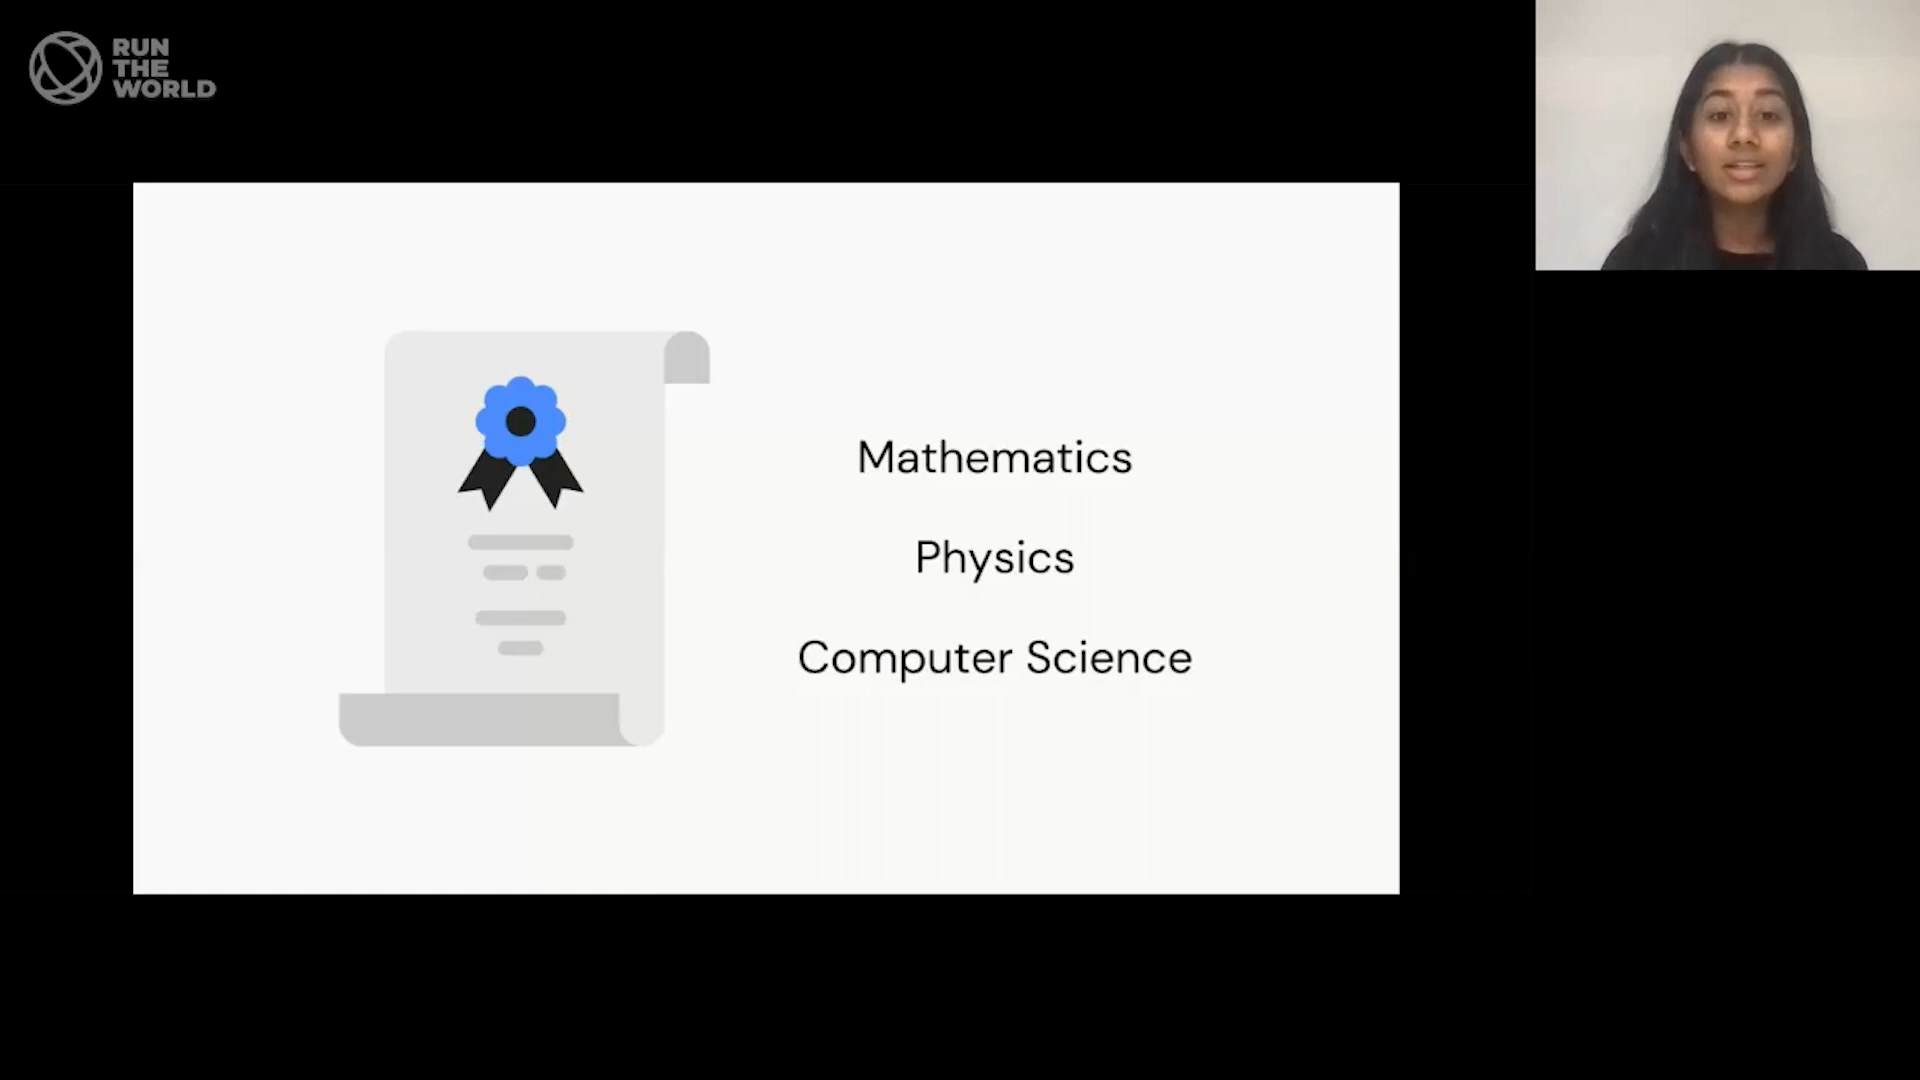 RUN
THE
WORLD
Mathematics
Physics
Computer Science